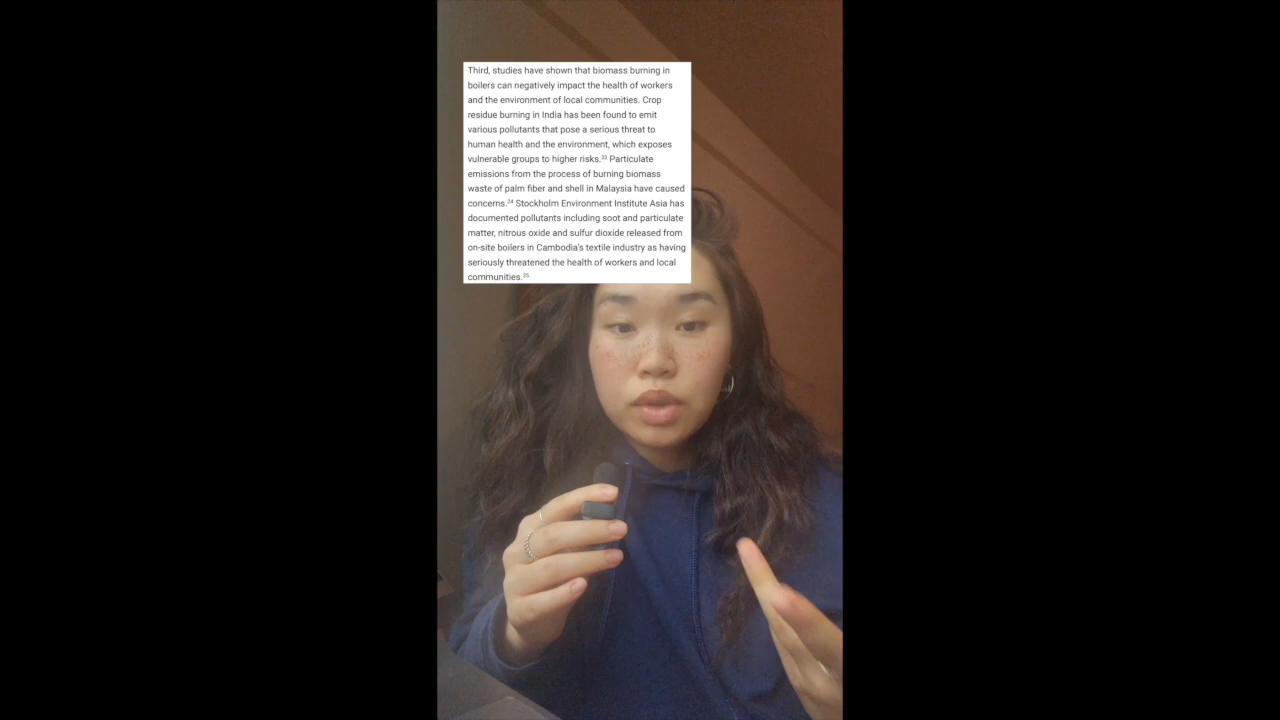 Third, studies have shown that biomass burning in
boilers can negatively impact the health of workers
and the environment of local communities. Crop
residue burning in India has been found to emit
various pollutants that pose a serious threat to
human health and the environment, which exposes
vulnerable groups to higher risks.²³ Particulate
emissions from the process of burning biomass
waste of palm fiber and shell in Malaysia have caused
concerns.²⁴ Stockholm Environment Institute Asia has
documented pollutants including soot and particulate
matter, nitrous oxide and sulfur dioxide released from
on-site boilers in Cambodia's textile industry as having
seriously threatened the health of workers and local
communities.²⁵